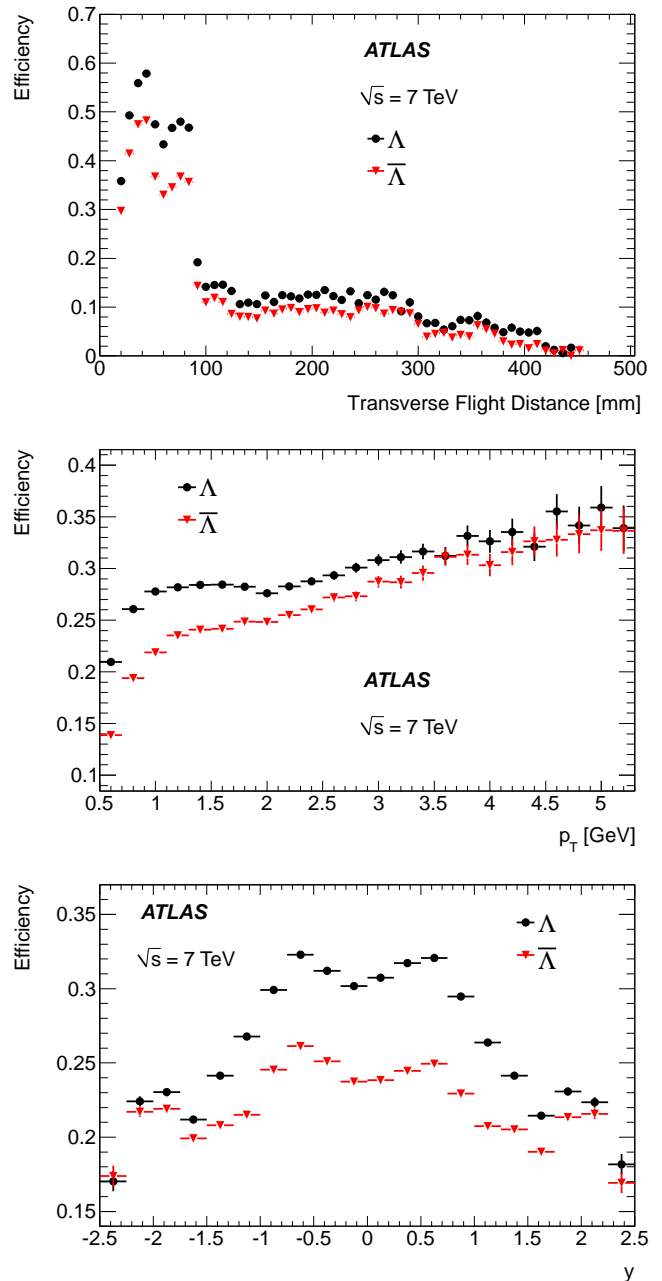 Efficiency
0.7
0.6
0.5
0.4
0.3
0.2
0.1
0
ATLAS
√s = 7 TeV
Λ
Λ̅
0 100 200 300 400 500
Transverse Flight Distance [mm]
Efficiency
0.4
0.35
0.3
0.25
0.2
0.15
0.1
Λ
Λ̅
ATLAS
√s = 7 TeV
0.5 1 1.5 2 2.5 3 3.5 4 4.5 5
p_T [GeV]
Efficiency
0.35
0.3
0.25
0.2
0.15
ATLAS
√s = 7 TeV
Λ
Λ̅
-2.5 -2 -1.5 -1 -0.5 0 0.5 1 1.5 2 2.5
y